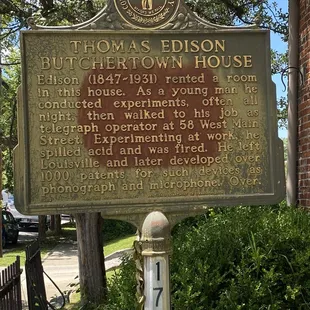 THOMAS EDISON
BUTCHERTOWN HOUSE
Edison (1847-1931) rented a room
in this house. As a young man he
conducted experiments, often all
night, then walked to his job as
telegraph operator at 58 West Main
Street. Experimenting at work, he
spilled acid and was fired. He left
Louisville and later developed over
1000 patents for such devices as
phonograph and microphone. Over.
17